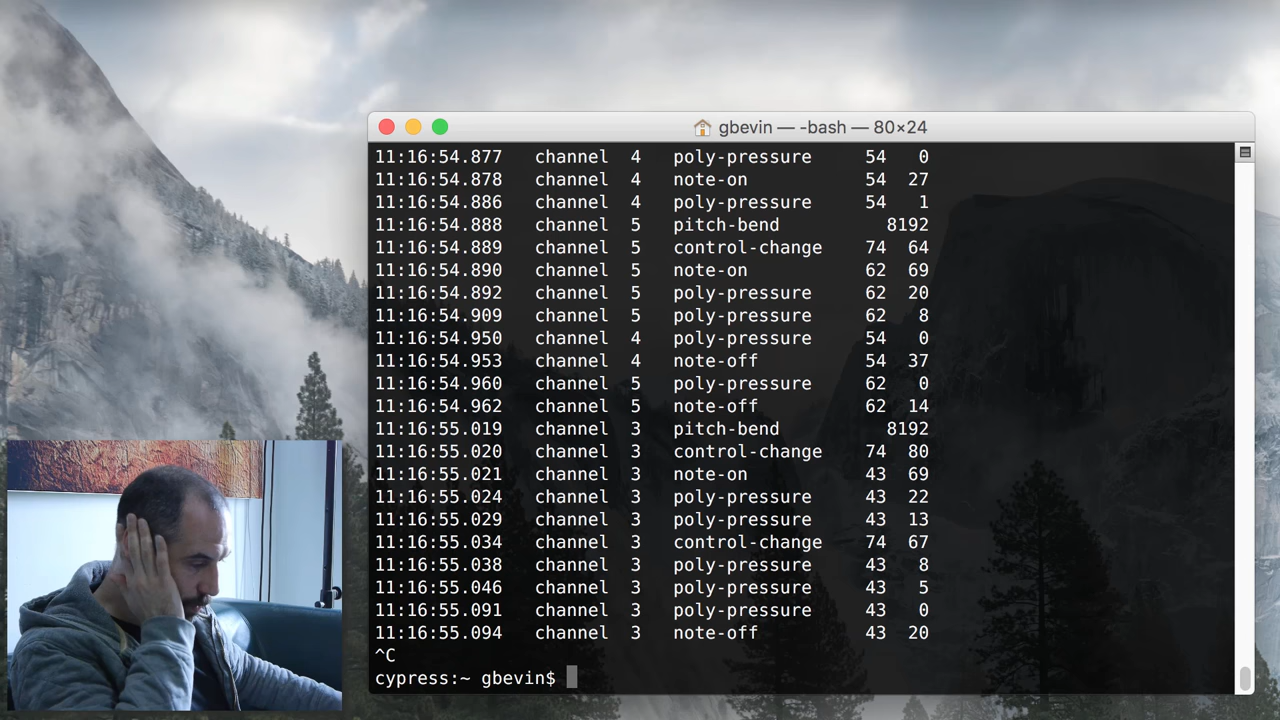 gbevin — -bash — 80×24
11:16:54.877 channel 4 poly-pressure 54 0
11:16:54.878 channel 4 note-on 54 27
11:16:54.886 channel 4 poly-pressure 54 1
11:16:54.888 channel 5 pitch-bend 8192
11:16:54.889 channel 5 control-change 74 64
11:16:54.890 channel 5 note-on 62 69
11:16:54.892 channel 5 poly-pressure 62 20
11:16:54.909 channel 5 poly-pressure 62 8
11:16:54.950 channel 4 poly-pressure 54 0
11:16:54.953 channel 4 note-off 54 37
11:16:54.960 channel 5 poly-pressure 62 0
11:16:54.962 channel 5 note-off 62 14
11:16:55.019 channel 3 pitch-bend 8192
11:16:55.020 channel 3 control-change 74 80
11:16:55.021 channel 3 note-on 43 69
11:16:55.024 channel 3 poly-pressure 43 22
11:16:55.029 channel 3 poly-pressure 43 13
11:16:55.034 channel 3 control-change 74 67
11:16:55.038 channel 3 poly-pressure 43 8
11:16:55.046 channel 3 poly-pressure 43 5
11:16:55.091 channel 3 poly-pressure 43 0
11:16:55.094 channel 3 note-off 43 20
^C
cypress:~ gbevin$